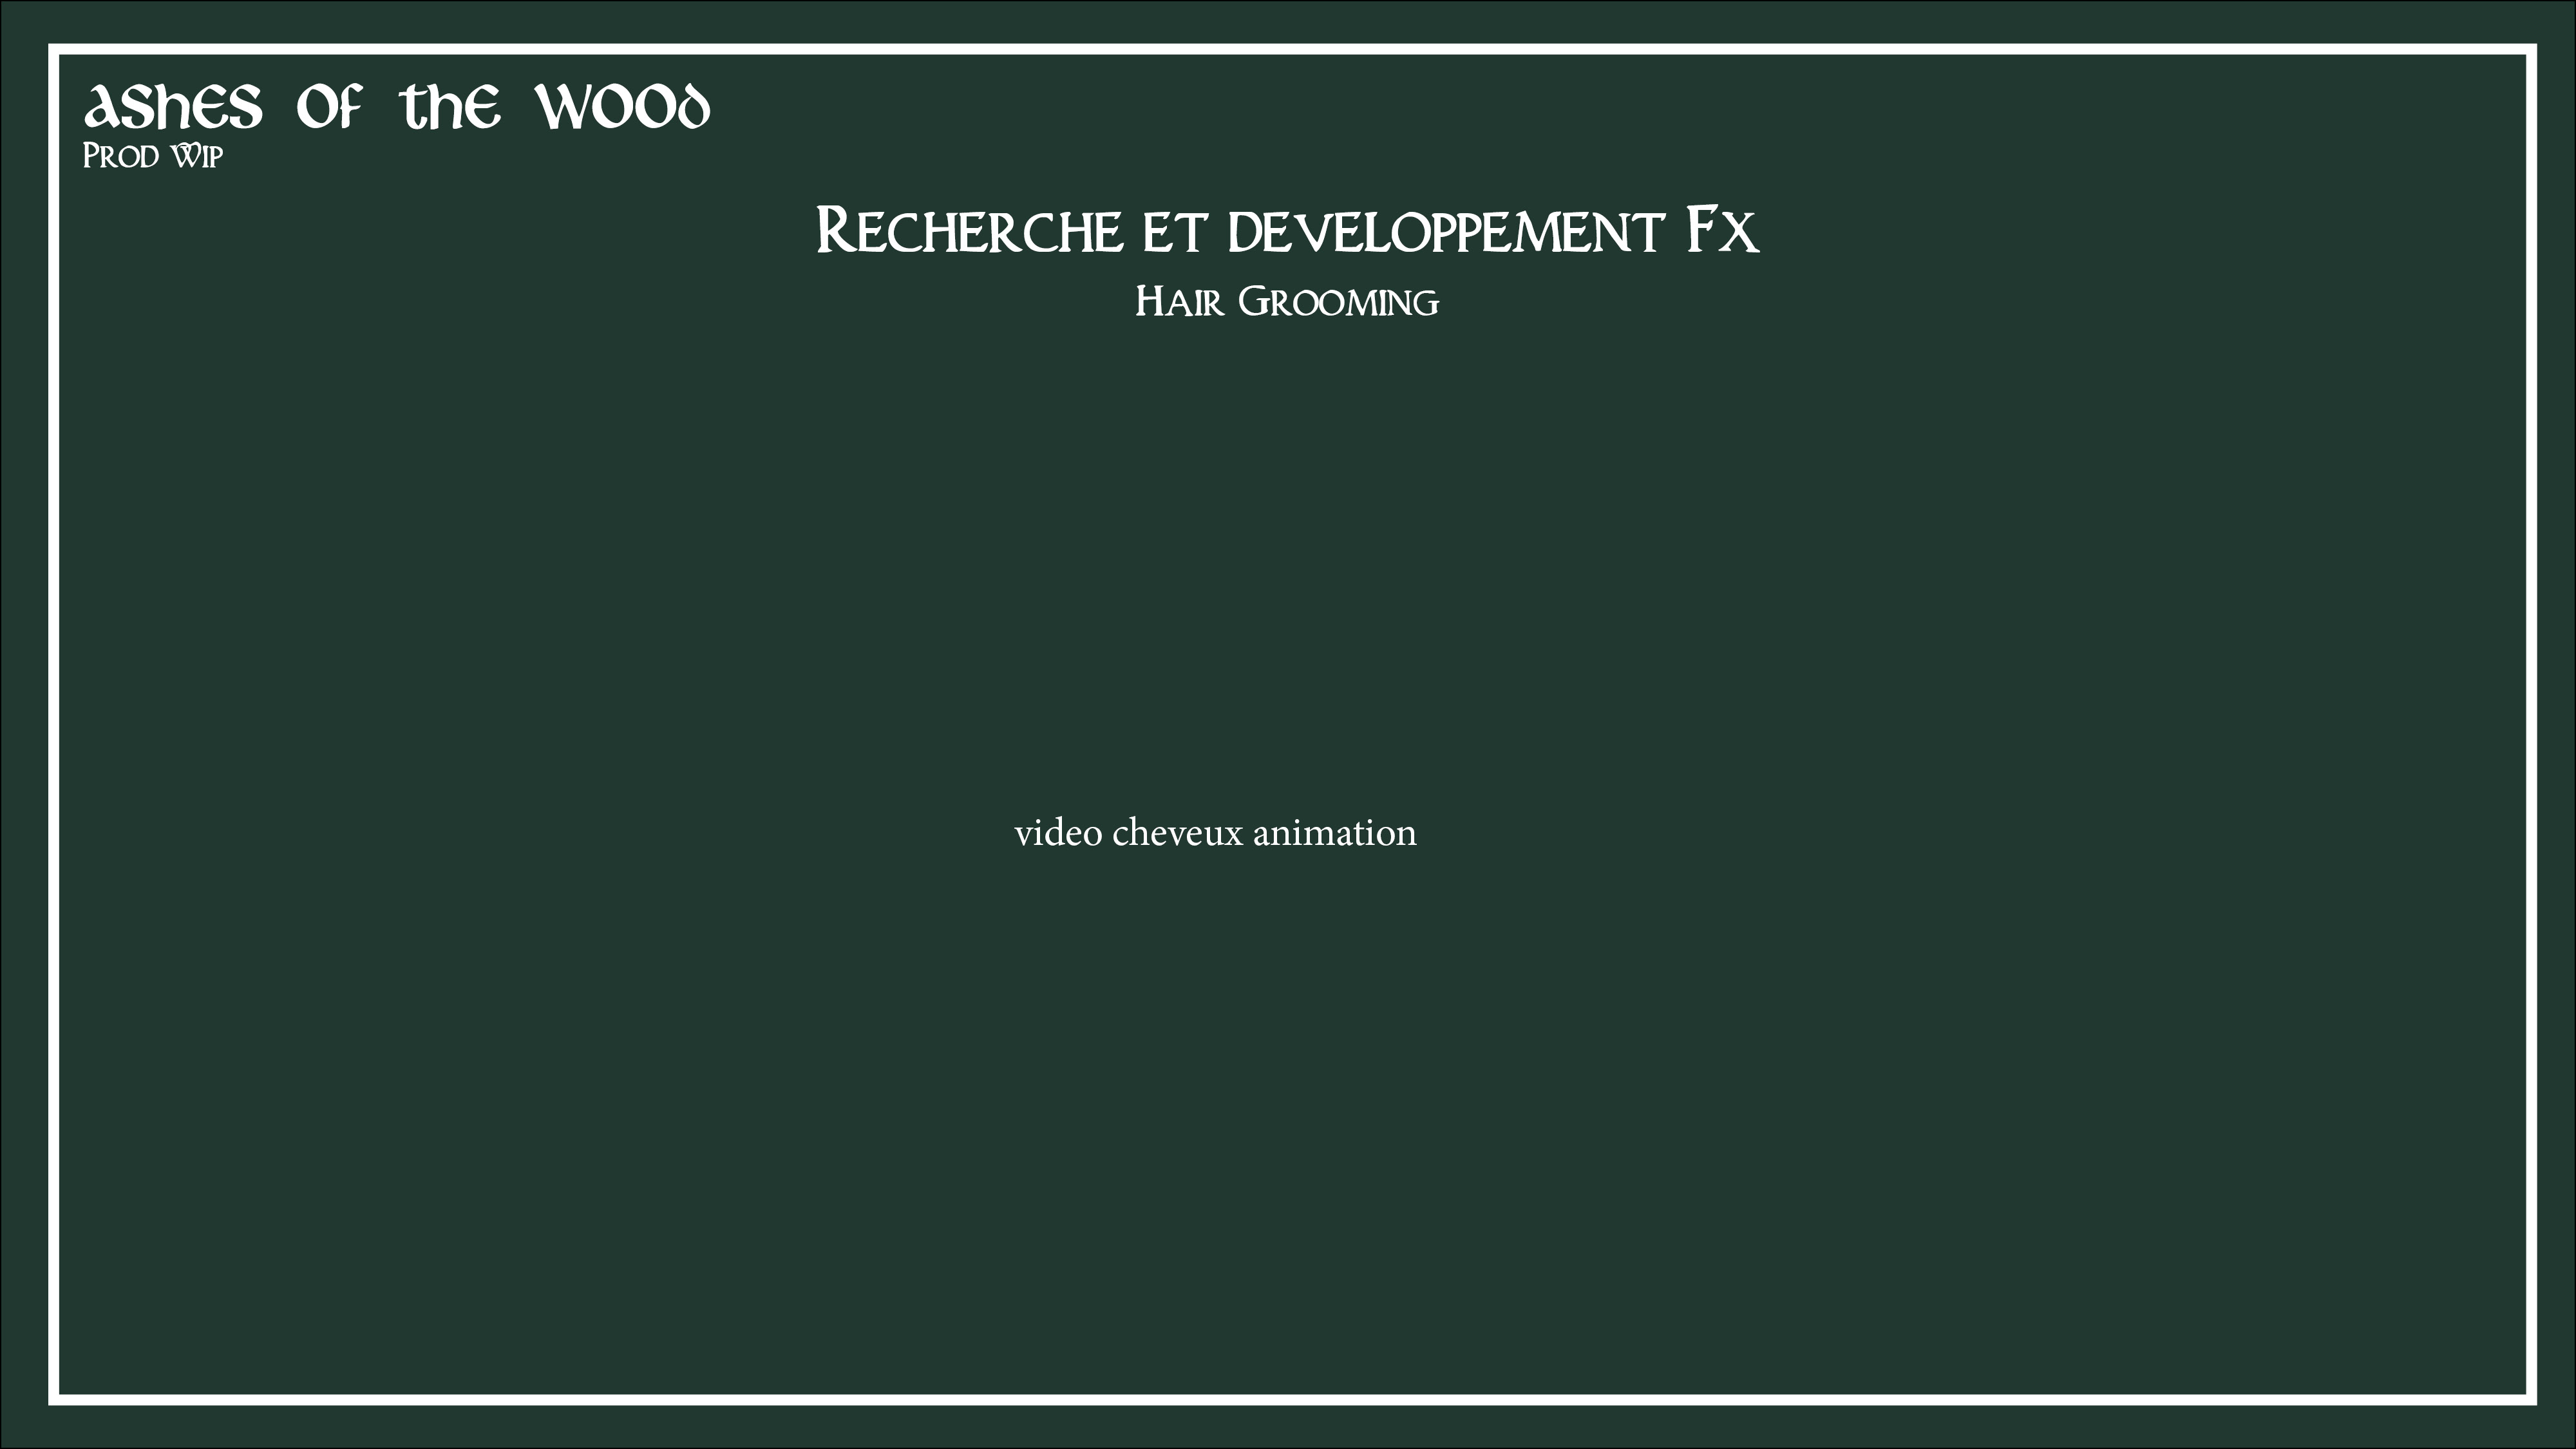 ashes of the wood
Prod Wip
Recherche et developpement Fx
Hair Grooming
video cheveux animation